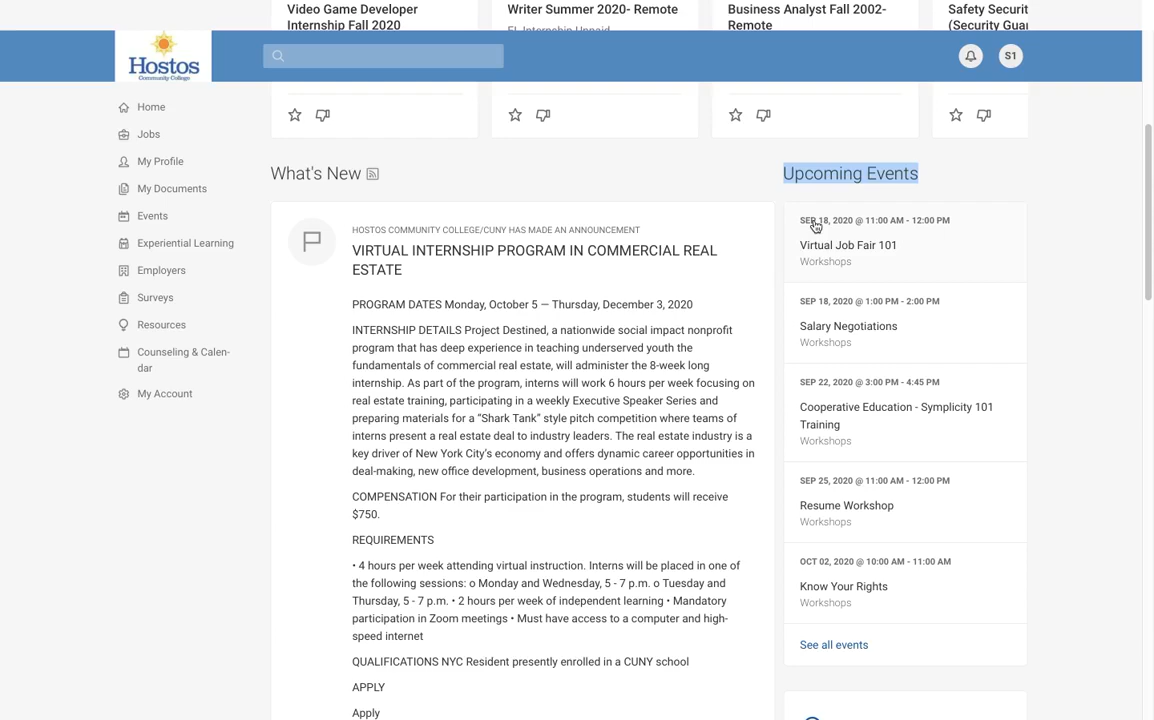 Video Game Developer
Internship Fall 2020
Writer Summer 2020- Remote
Business Analyst Fall 2002-
Remote
Safety Securit
(Security Gua
Hostos
Community College
S1
Home
Jobs
My Profile
My Documents
Events
Experiential Learning
Employers
Surveys
Resources
Counseling & Calen-
dar
My Account
What's New
HOSTOS COMMUNITY COLLEGE/CUNY HAS MADE AN ANNOUNCEMENT
VIRTUAL INTERNSHIP PROGRAM IN COMMERCIAL REAL
ESTATE
PROGRAM DATES Monday, October 5 — Thursday, December 3, 2020
INTERNSHIP DETAILS Project Destined, a nationwide social impact nonprofit
program that has deep experience in teaching underserved youth the
fundamentals of commercial real estate, will administer the 8-week long
internship. As part of the program, interns will work 6 hours per week focusing on
real estate training, participating in a weekly Executive Speaker Series and
preparing materials for a “Shark Tank” style pitch competition where teams of
interns present a real estate deal to industry leaders. The real estate industry is a
key driver of New York City's economy and offers dynamic career opportunities in
deal-making, new office development, business operations and more.
COMPENSATION For their participation in the program, students will receive
$750.
REQUIREMENTS
• 4 hours per week attending virtual instruction. Interns will be placed in one of
the following sessions: o Monday and Wednesday, 5 - 7 p.m. o Tuesday and
Thursday, 5 - 7 p.m. • 2 hours per week of independent learning • Mandatory
participation in Zoom meetings • Must have access to a computer and high-
speed internet
QUALIFICATIONS NYC Resident presently enrolled in a CUNY school
APPLY
Apply
Upcoming Events
SEP 18, 2020 @ 11:00 AM - 12:00 PM
Virtual Job Fair 101
Workshops
SEP 18, 2020 @ 1:00 PM - 2:00 PM
Salary Negotiations
Workshops
SEP 22, 2020 @ 3:00 PM - 4:45 PM
Cooperative Education - Symplicity 101
Training
Workshops
SEP 25, 2020 @ 11:00 AM - 12:00 PM
Resume Workshop
Workshops
OCT 02, 2020 @ 10:00 AM - 11:00 AM
Know Your Rights
Workshops
See all events